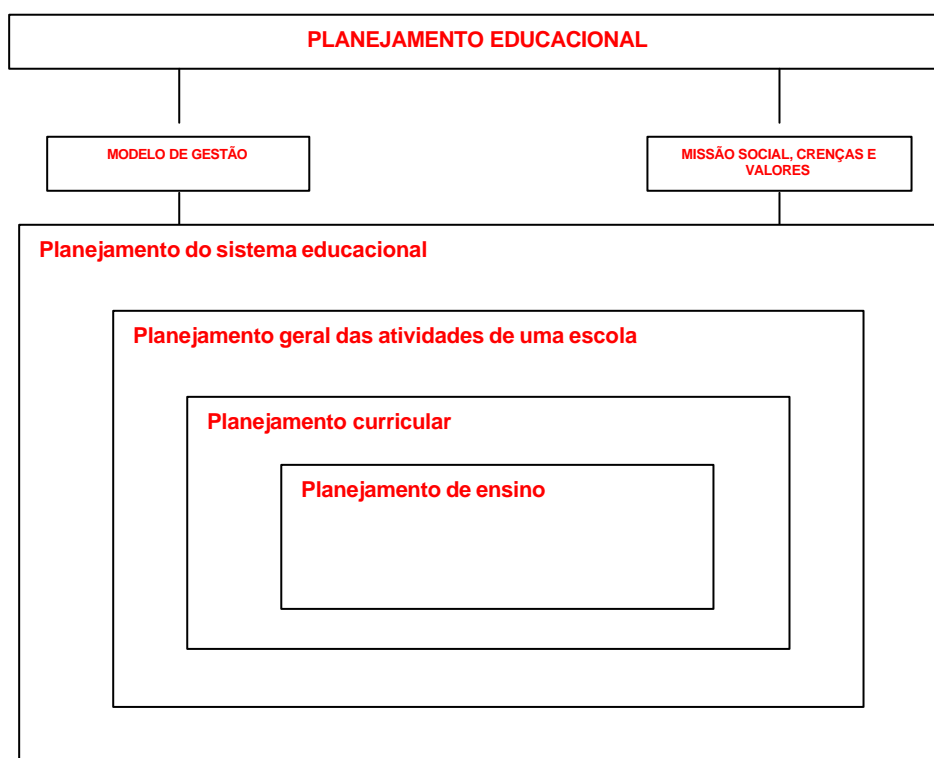 PLANEJAMENTO EDUCACIONAL
MODELO DE GESTÃO
MISSÃO SOCIAL, CRENÇAS E
VALORES
Planejamento do sistema educacional
Planejamento geral das atividades de uma escola
Planejamento curricular
Planejamento de ensino